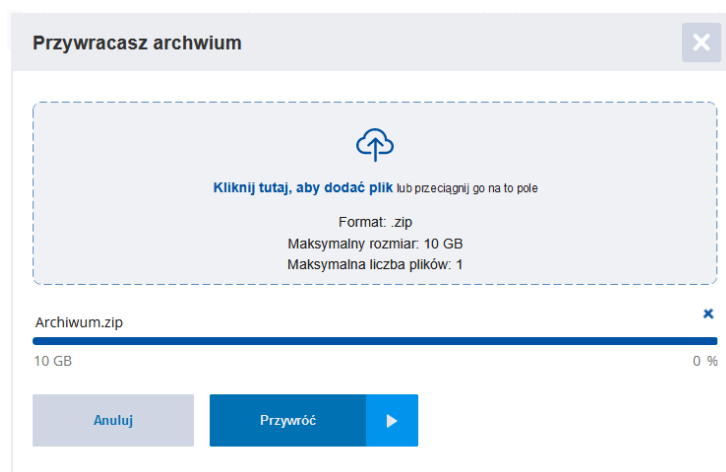 Przywracasz archwium
Kliknij tutaj, aby dodać plik lub przeciągnij go na to pole
Format: .zip
Maksymalny rozmiar: 10 GB
Maksymalna liczba plików: 1
Archiwum.zip
10 GB 0 %
Anuluj Przywróć